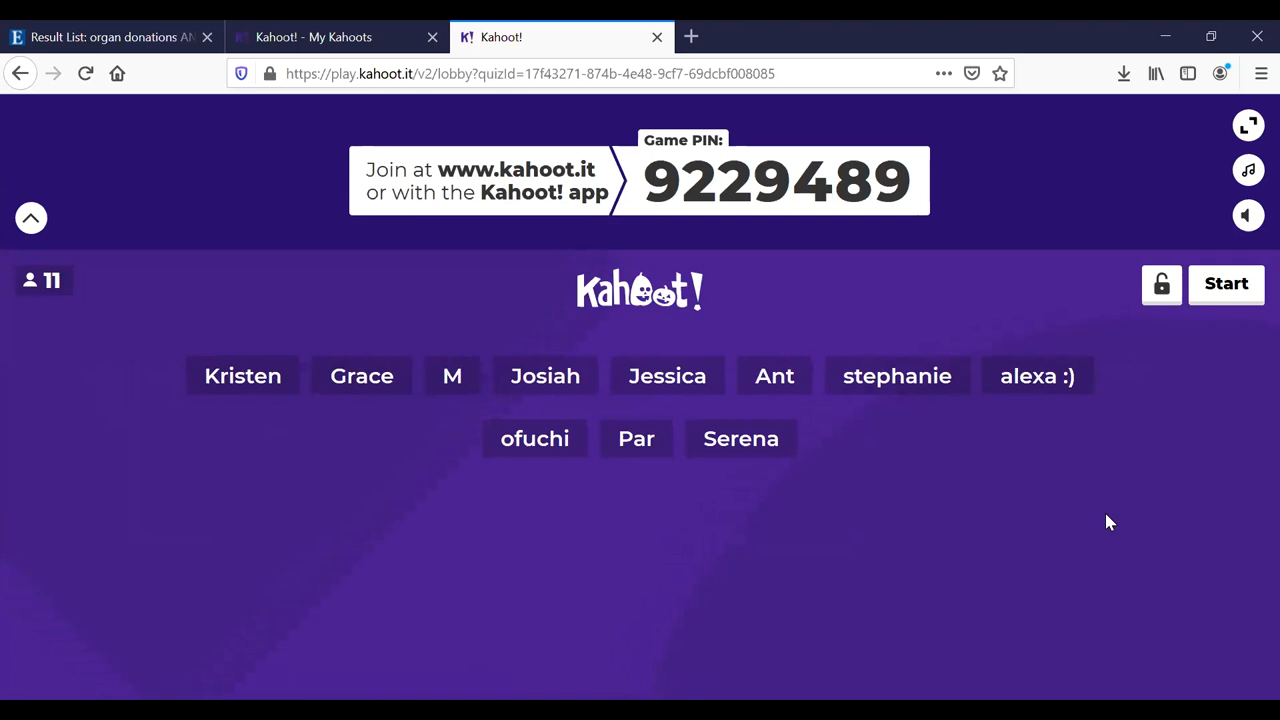 Result List: organ donations AN
Kahoot! - My Kahoots
Kahoot!
https://play.kahoot.it/v2/lobby?quizId=17f43271-874b-4e48-9cf7-69dcbf008085
Game PIN:
Join at www.kahoot.it
or with the Kahoot! app
9229489
11
Kahoot!
Start
Kristen Grace M Josiah Jessica Ant stephanie alexa :)
ofuchi Par Serena